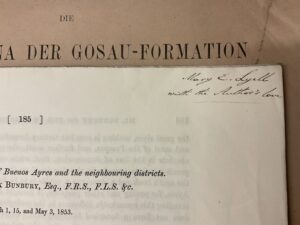 DIE
NA DER GOSAU-FORMATION
Mary E. Lyell
with the Author's love
[ 185 ]
Buenos Ayres and the neighbouring districts.
BUNBURY, Esq., F.R.S., F.L.S. &c.
h 1, 15, and May 3, 1853.